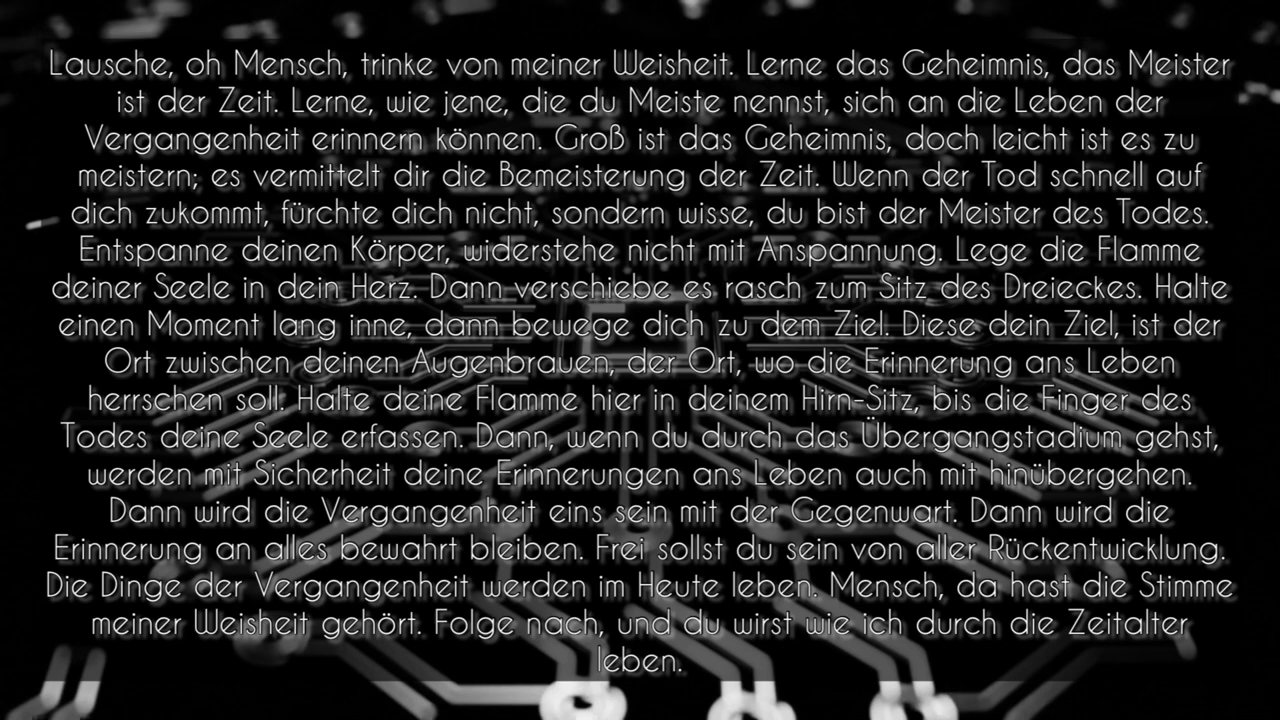 Lausche, oh Mensch, trinke von meiner Weisheit. Lerne das Geheimnis, das Meister
ist der Zeit. Lerne, wie jene, die du Meiste nennst, sich an die Leben der
Vergangenheit erinnern können. Groß ist das Geheimnis, doch leicht ist es zu
meistern; es vermittelt dir die Bemeisterung der Zeit. Wenn der Tod schnell auf
dich zukommt, fürchte dich nicht, sondern wisse, du bist der Meister des Todes.
Entspanne deinen Körper, widerstehe nicht mit Anspannung. Lege die Flamme
deiner Seele in dein Herz. Dann verschiebe es rasch zum Sitz des Dreieckes. Halte
einen Moment lang inne, dann bewege dich zu dem Ziel. Diese dein Ziel, ist der
Ort zwischen deinen Augenbrauen, der Ort, wo die Erinnerung ans Leben
herrschen soll. Halte deine Flamme hier in deinem Hirn-Sitz, bis die Finger des
Todes deine Seele erfassen. Dann, wenn du durch das Übergangstadium gehst,
werden mit Sicherheit deine Erinnerungen ans Leben auch mit hinübergehen.
Dann wird die Vergangenheit eins sein mit der Gegenwart. Dann wird die
Erinnerung an alles bewahrt bleiben. Frei sollst du sein von aller Rückentwicklung.
Die Dinge der Vergangenheit werden im Heute leben. Mensch, da hast die Stimme
meiner Weisheit gehört. Folge nach, und du wirst wie ich durch die Zeitalter
leben.